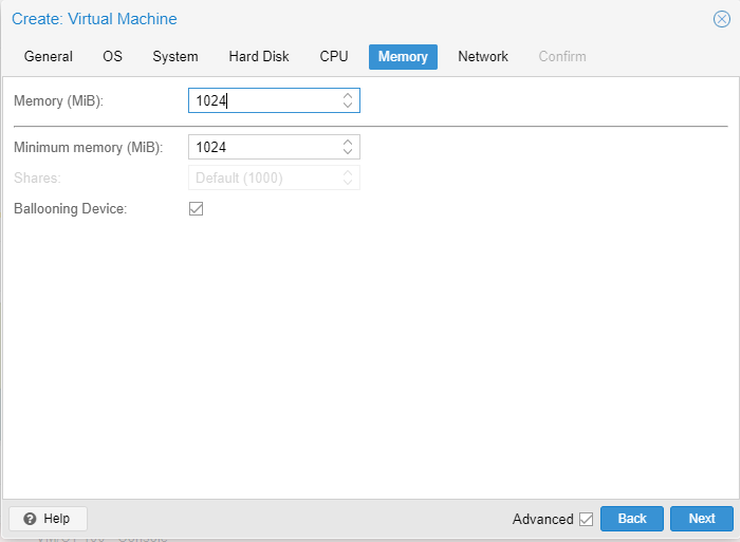 Create: Virtual Machine
General OS System Hard Disk CPU Memory Network Confirm
Memory (MiB): 1024
Minimum memory (MiB): 1024
Shares: Default (1000)
Ballooning Device:
Help Advanced Back Next